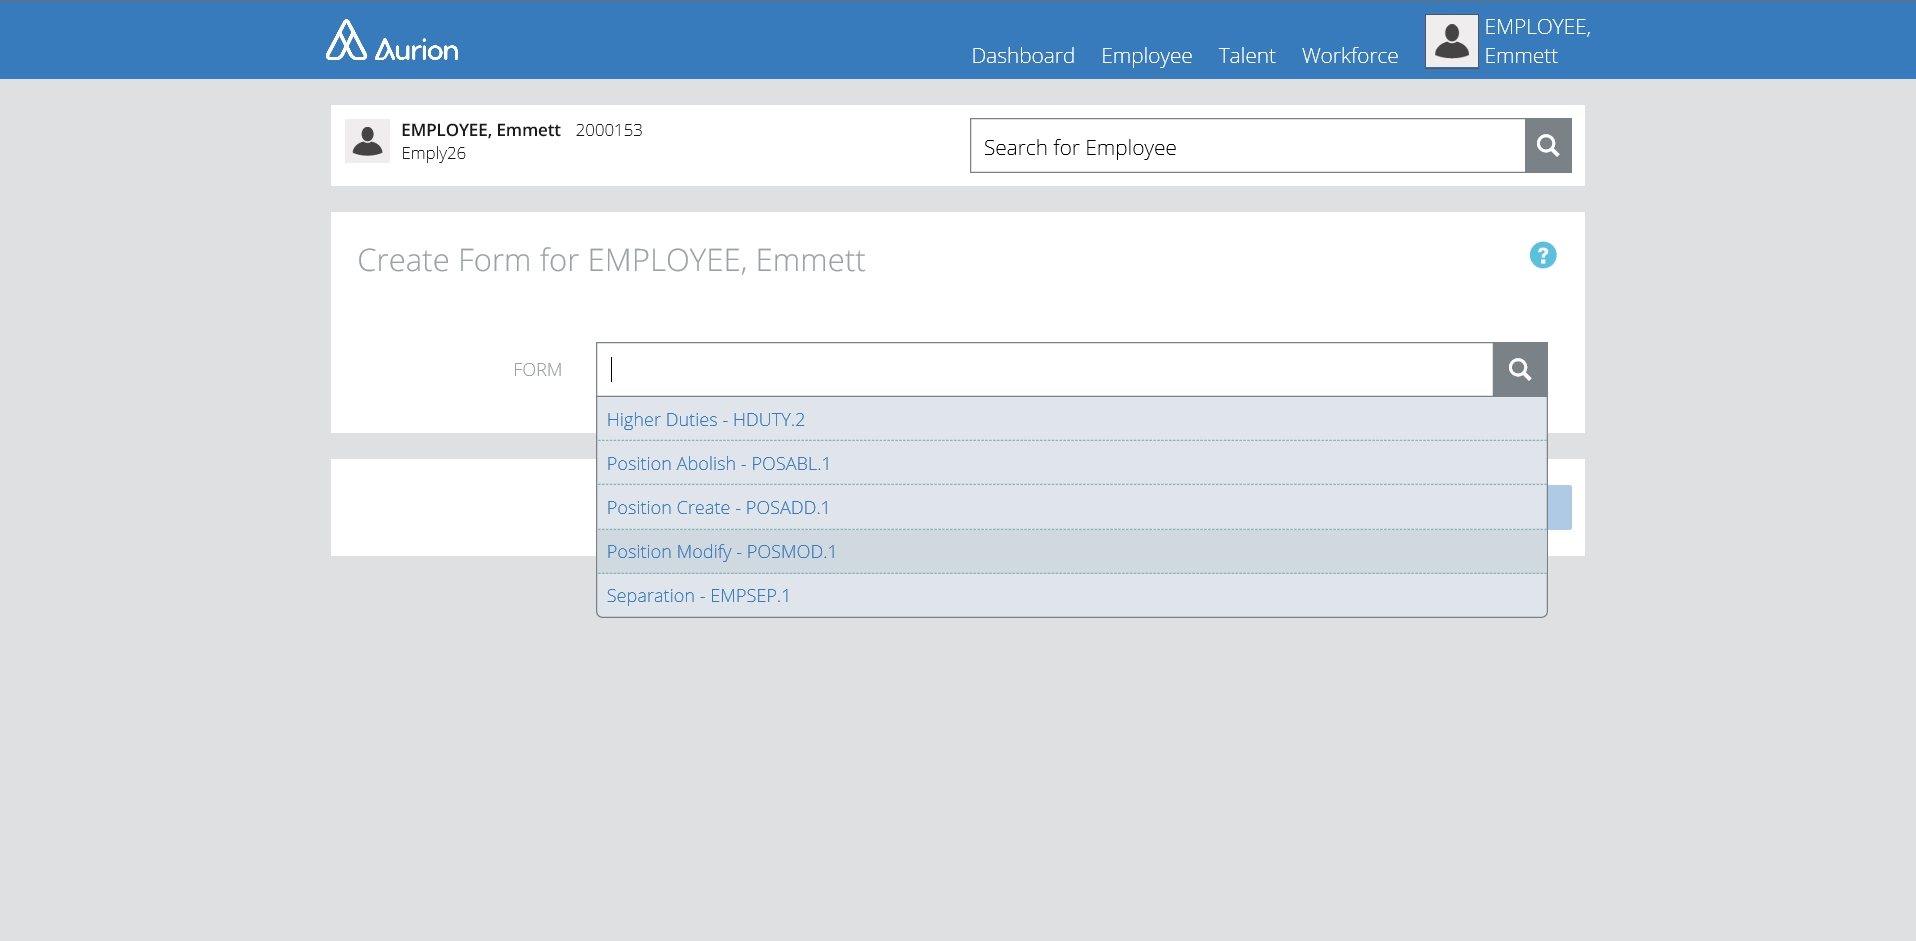 Aurion
Dashboard
Employee
Talent
Workforce
EMPLOYEE,
Emmett
EMPLOYEE, Emmett 2000153
Emply26
Search for Employee
Create Form for EMPLOYEE, Emmett
?
FORM
Higher Duties - HDUTY.2
Position Abolish - POSABL.1
Position Create - POSADD.1
Position Modify - POSMOD.1
Separation - EMPSEP.1